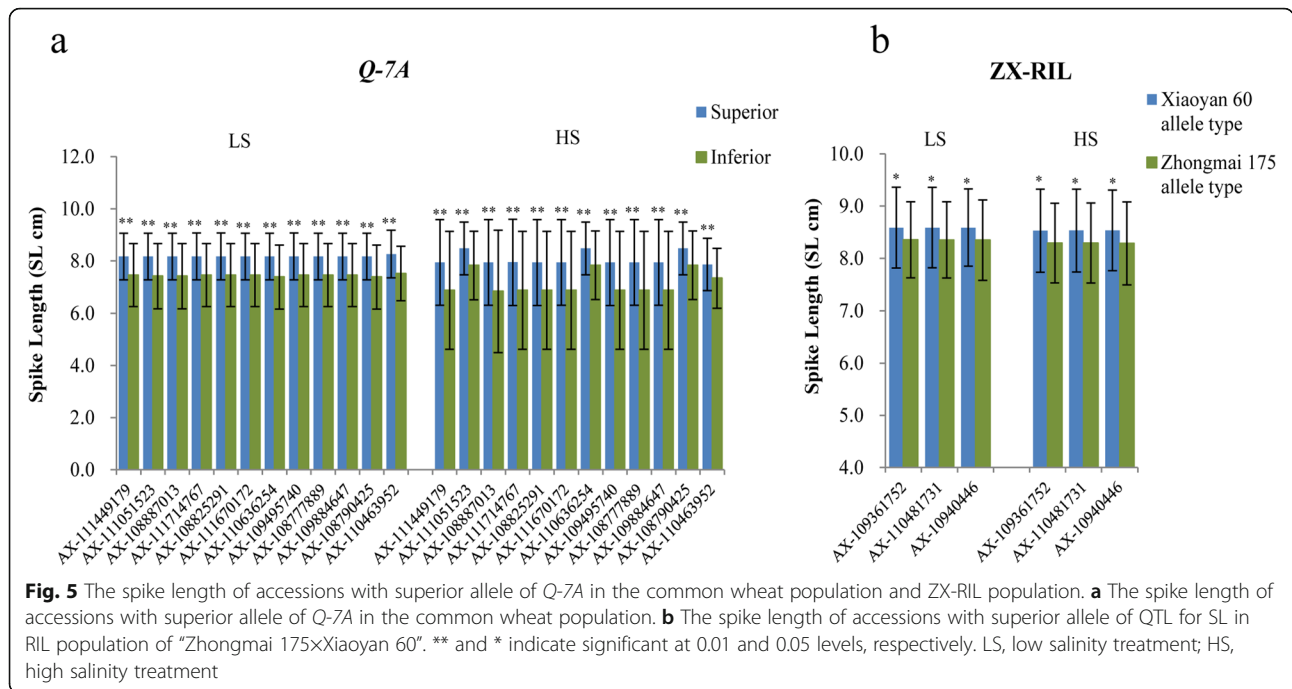 a
b
Q-7A
ZX-RIL
Superior
Inferior
LS
HS
Spike Length (SL cm)
12.0
10.0
8.0
6.0
4.0
2.0
0.0
** ** ** ** ** ** ** ** ** ** ** **
** ** ** ** ** ** ** ** ** ** ** **
AX-111449179
AX-111051523
AX-108887013
AX-111714767
AX-108825291
AX-111670172
AX-110636254
AX-109495740
AX-108777889
AX-109884647
AX-108790425
AX-110463952
AX-111449179
AX-111051523
AX-108887013
AX-111714767
AX-108825291
AX-111670172
AX-110636254
AX-109495740
AX-108777889
AX-109884647
AX-108790425
AX-110463952
Xiaoyan 60
allele type
Zhongmai 175
allele type
LS
HS
Spike Length (SL cm)
10.0
9.0
8.0
7.0
6.0
5.0
4.0
* * *
* * *
AX-109361752
AX-110481731
AX-10940446
AX-109361752
AX-110481731
AX-10940446
Fig. 5 The spike length of accessions with superior allele of Q-7A in the common wheat population and ZX-RIL population. a The spike length of
accessions with superior allele of Q-7A in the common wheat population. b The spike length of accessions with superior allele of QTL for SL in
RIL population of “Zhongmai 175×Xiaoyan 60”. ** and * indicate significant at 0.01 and 0.05 levels, respectively. LS, low salinity treatment; HS,
high salinity treatment